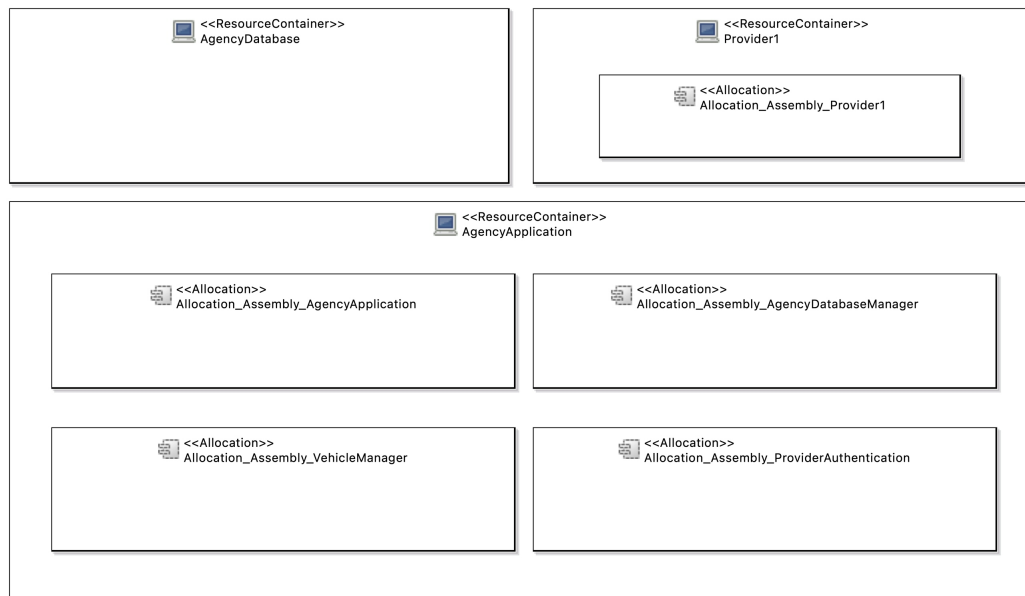 <<ResourceContainer>>
AgencyDatabase
<<ResourceContainer>>
Provider1
<<Allocation>>
Allocation_Assembly_Provider1
<<ResourceContainer>>
AgencyApplication
<<Allocation>>
Allocation_Assembly_AgencyApplication
<<Allocation>>
Allocation_Assembly_AgencyDatabaseManager
<<Allocation>>
Allocation_Assembly_VehicleManager
<<Allocation>>
Allocation_Assembly_ProviderAuthentication